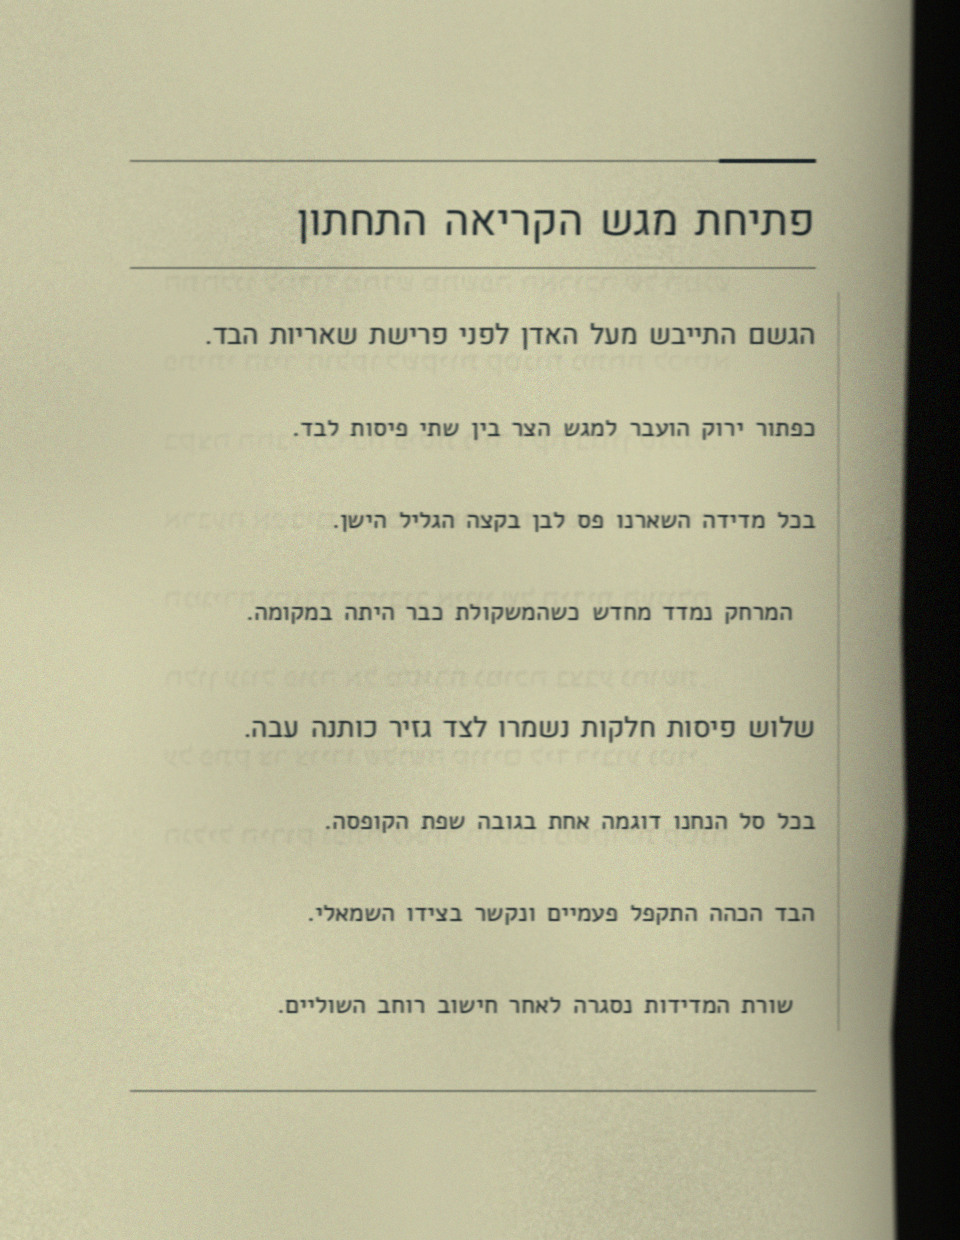 פתיחת מגש הקריאה התחתון
הגשם התייבש מעל האדן לפני פרישת שאריות הבד.
כפתור ירוק הועבר למגש הצר בין שתי פיסות לבד.
בכל מדידה השארנו פס לבן בקצה הגליל הישן.
המרחק נמדד מחדש כשהמשקולת כבר היתה במקומה.
שלוש פיסות חלקות נשמרו לצד גזיר כותנה עבה.
בכל סל הנחנו דוגמה אחת בגובה שפת הקופסה.
הבד הכהה התקפל פעמיים ונקשר בצידו השמאלי.
שורת המדידות נסגרה לאחר חישוב רוחב השוליים.